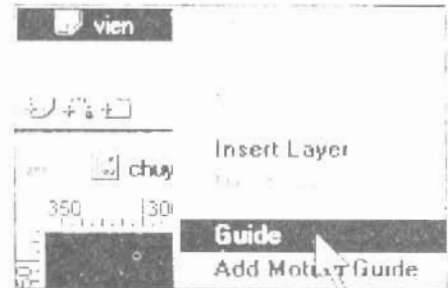 vien
Insert Layer
chuy
350 300
Guide
Add Motion Guide